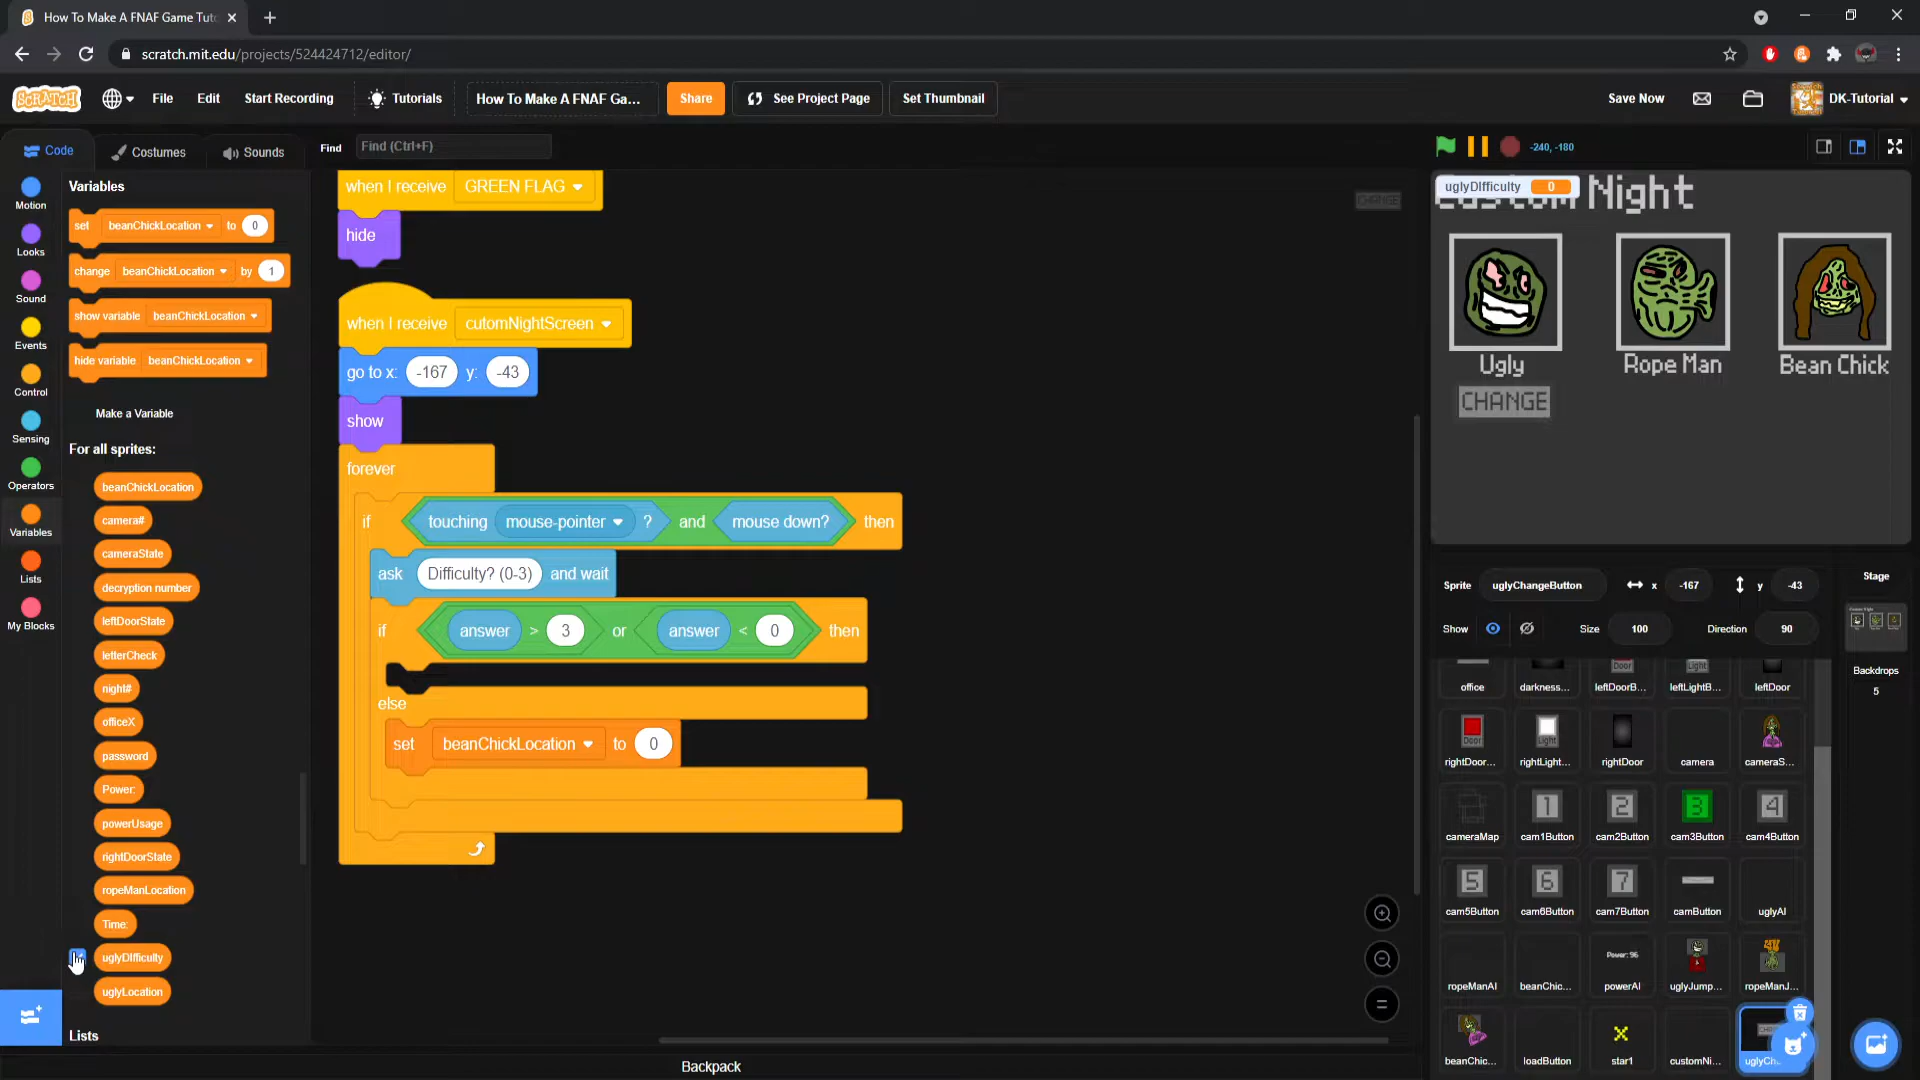 How To Make A FNAF Game Tuto
scratch.mit.edu/projects/524424712/editor/
SCRATCH
File
Edit
Start Recording
Tutorials
How To Make A FNAF Ga...
Share
See Project Page
Set Thumbnail
Save Now
DK-Tutorial
Code
Costumes
Sounds
Find
Find (Ctrl+F)
-240, -180
Motion
Looks
Sound
Events
Control
Sensing
Operators
Variables
Lists
My Blocks
Variables
set beanChickLocation to 0
change beanChickLocation by 1
show variable beanChickLocation
hide variable beanChickLocation
Make a Variable
For all sprites:
beanChickLocation
camera#
cameraState
decryption number
leftDoorState
letterCheck
night#
officeX
password
Power:
powerUsage
rightDoorState
ropeManLocation
Time:
uglyDIfficulty
uglyLocation
Lists
when I receive GREEN FLAG
hide
when I receive cutomNightScreen
go to x: -167 y: -43
show
forever
if touching mouse-pointer ? and mouse down? then
ask Difficulty? (0-3) and wait
if answer > 3 or answer < 0 then
else
set beanChickLocation to 0
CHANGE
Backpack
uglyDIfficulty 0
Custom Night
Ugly
Rope Man
Bean Chick
CHANGE
Sprite uglyChangeButton x -167 y -43
Show Size 100 Direction 90
Stage
Backdrops
5
office
darkness...
leftDoorB...
leftLightB...
leftDoor
rightDoor...
rightLight...
rightDoor
camera
cameraS...
cameraMap
cam1Button
cam2Button
cam3Button
cam4Button
cam5Button
cam6Button
cam7Button
camButton
uglyAI
ropeManAI
beanChic...
powerAI
uglyJump...
ropeManJ...
beanChic...
loadButton
star1
customNi...
uglyCh